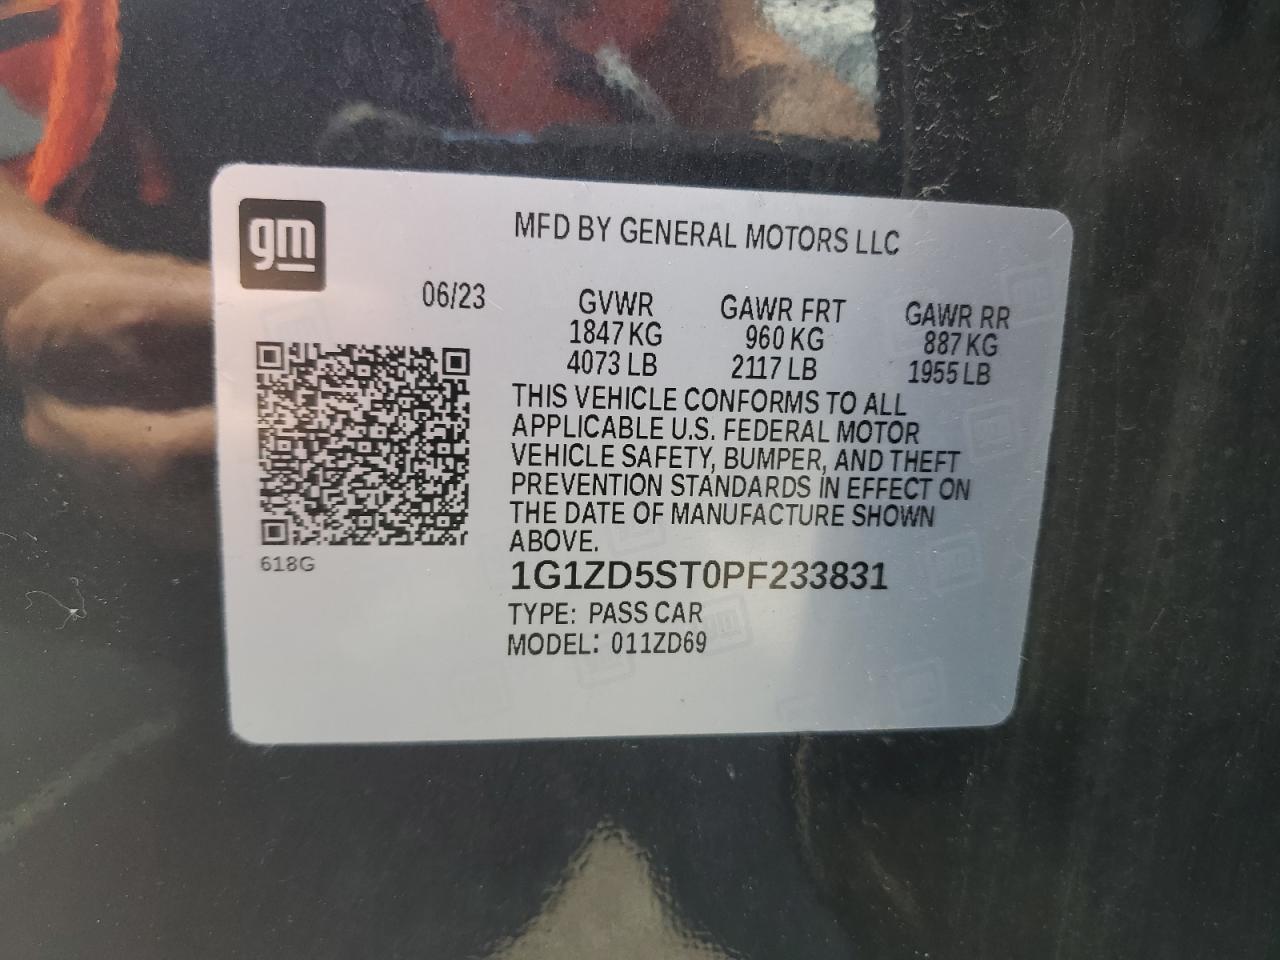 gm
MFD BY GENERAL MOTORS LLC
06/23
GVWR GAWR FRT GAWR RR
1847 KG 960 KG 887 KG
4073 LB 2117 LB 1955 LB
THIS VEHICLE CONFORMS TO ALL
APPLICABLE U.S. FEDERAL MOTOR
VEHICLE SAFETY, BUMPER, AND THEFT
PREVENTION STANDARDS IN EFFECT ON
THE DATE OF MANUFACTURE SHOWN
ABOVE.
618G
1G1ZD5ST0PF233831
TYPE: PASS CAR
MODEL: 011ZD69